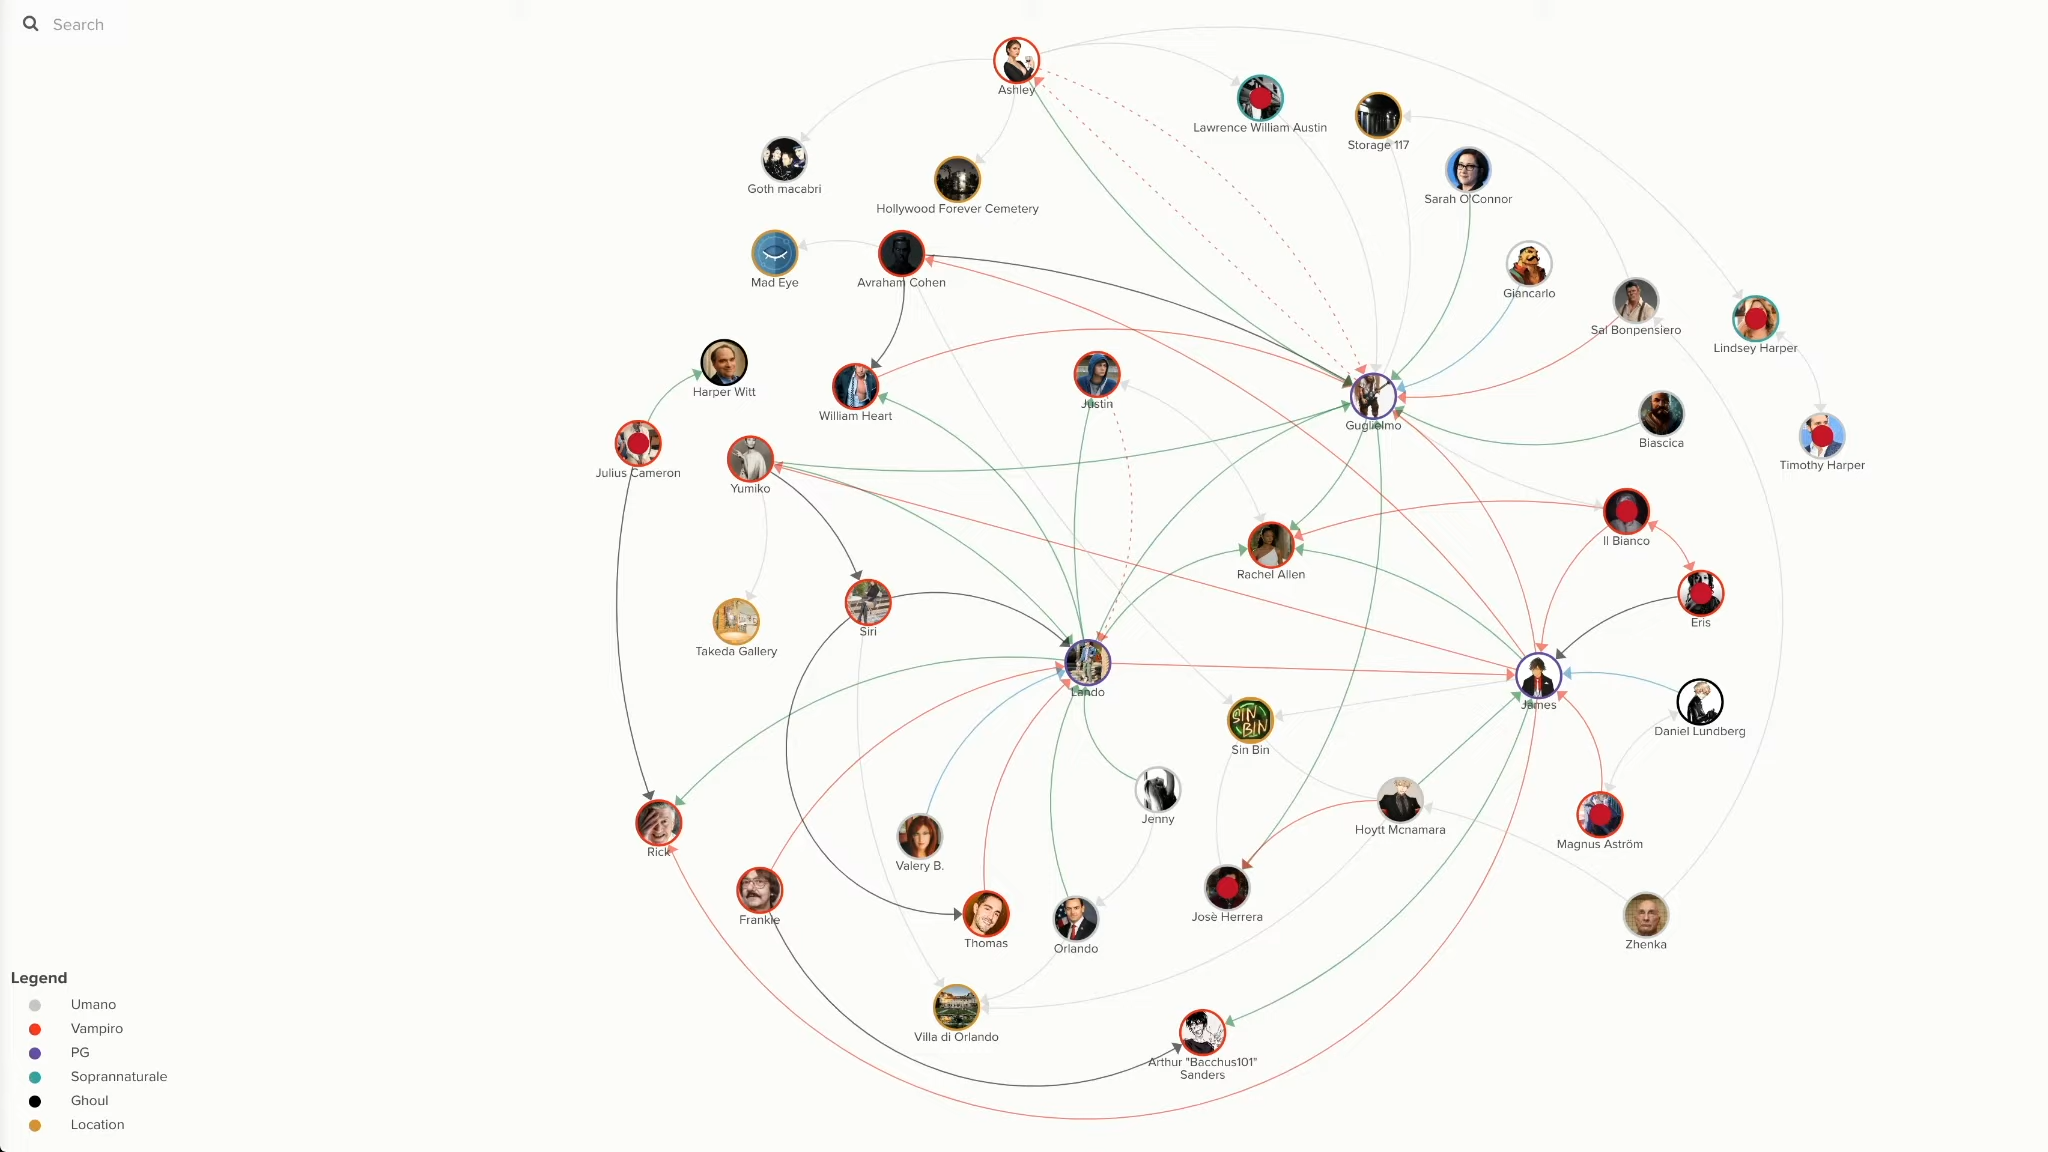 Search
Ashley
Lawrence William Austin
Storage 117
Goth macabri
Sarah O'Connor
Hollywood Forever Cemetery
Mad Eye
Avraham Cohen
Giancarlo
Sal Bonpensiero
Lindsey Harper
Harper Witt
William Heart
Justin
Guglielmo
Biascica
Timothy Harper
Julius Cameron
Yumiko
Il Bianco
Rachel Allen
Eris
Siri
Takeda Gallery
Lando
James
SIN
BIN
Daniel Lundberg
Sin Bin
Jenny
Hoytt Mcnamara
Magnus Aström
Rick
Valery B.
Josè Herrera
Frankie
Thomas
Orlando
Zhenka
Villa di Orlando
Arthur "Bacchus101"
Sanders
Legend
Umano
Vampiro
PG
Soprannaturale
Ghoul
Location